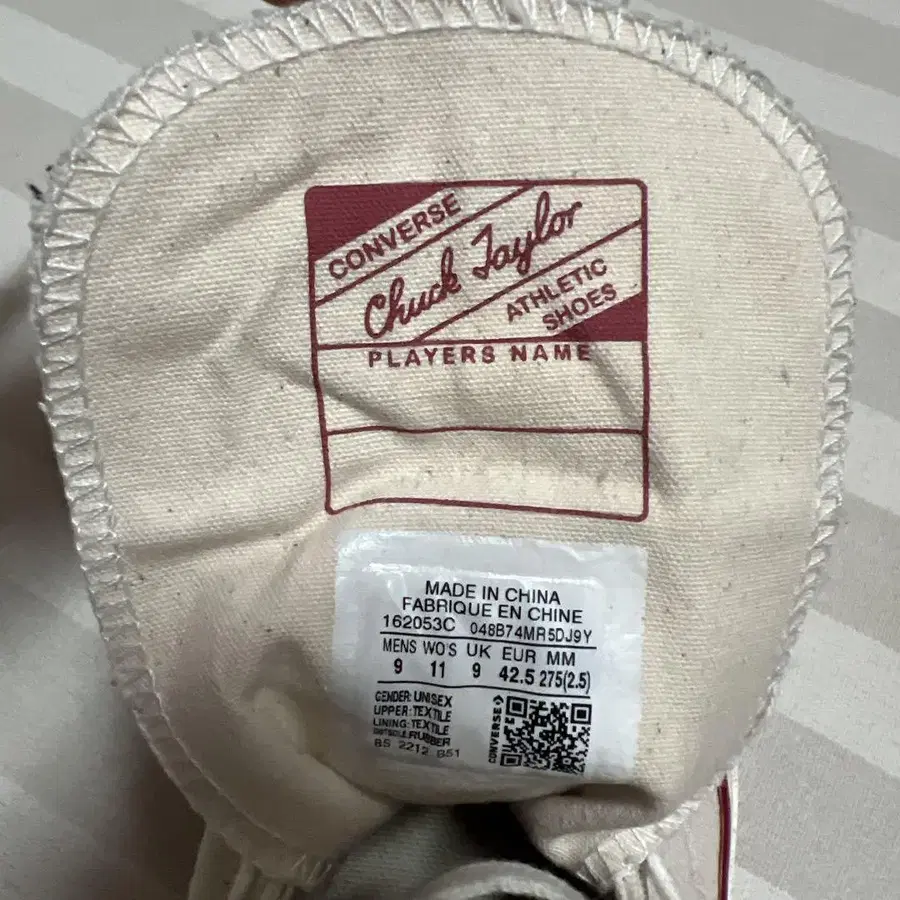 CONVERSE
Chuck Taylor
ATHLETIC
SHOES
PLAYERS NAME
MADE IN CHINA
FABRIQUE EN CHINE
162053C 048B74MR5DJ9Y
MENS WO'S UK EUR MM
9 11 9 42.5 275(2.5)
GENDER: UNISEX
UPPER: TEXTILE
LINING: TEXTILE
OUTSOLE: RUBBER
BS 2212 BS1
CONVERSE